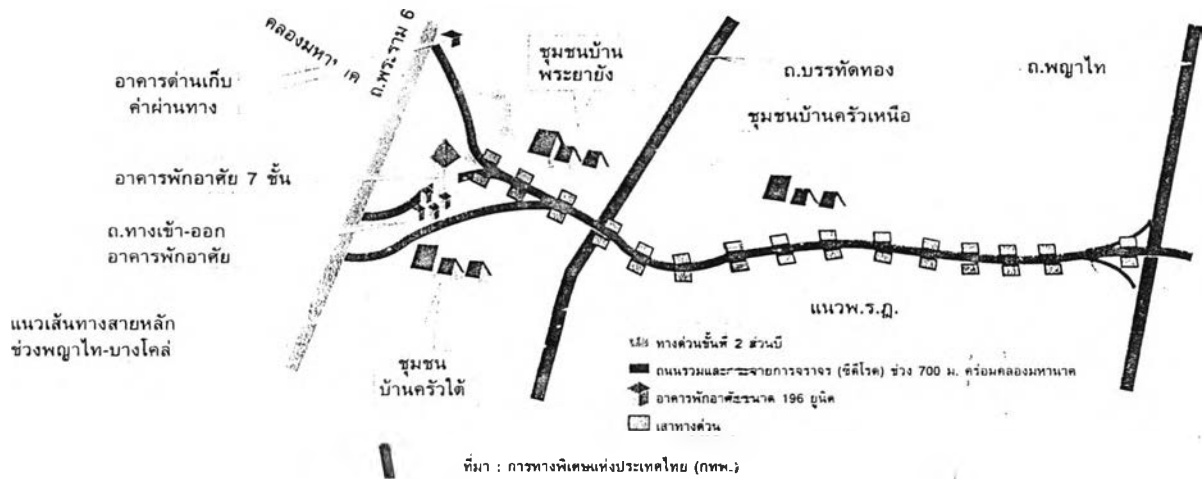 คลองมหา
ถ.พระราม 6
ชุมชนบ้าน
พระยายัง
ถ.บรรทัดทอง
ถ.พญาไท
อาคารด่านเก็บ
ค่าผ่านทาง
ชุมชนบ้านครัวเหนือ
อาคารพักอาศัย 7 ชั้น
ถ.ทางเข้า-ออก
อาคารพักอาศัย
แนวพ.ร.ฎ.
แนวเส้นทางสายหลัก
ช่วงพญาไท-บางโคล่
ชุมชน
บ้านครัวใต้
ทางด่วนขั้นที่ 2 ส่วนบี
ถนนรวมและกระจายการจราจร (ซีดีโรด) ช่วง 700 ม. คร่อมคลองมหานาค
อาคารพักอาศัยขนาด 196 ยูนิต
เสาทางด่วน
ที่มา : การทางพิเศษแห่งประเทศไทย (กทพ.)